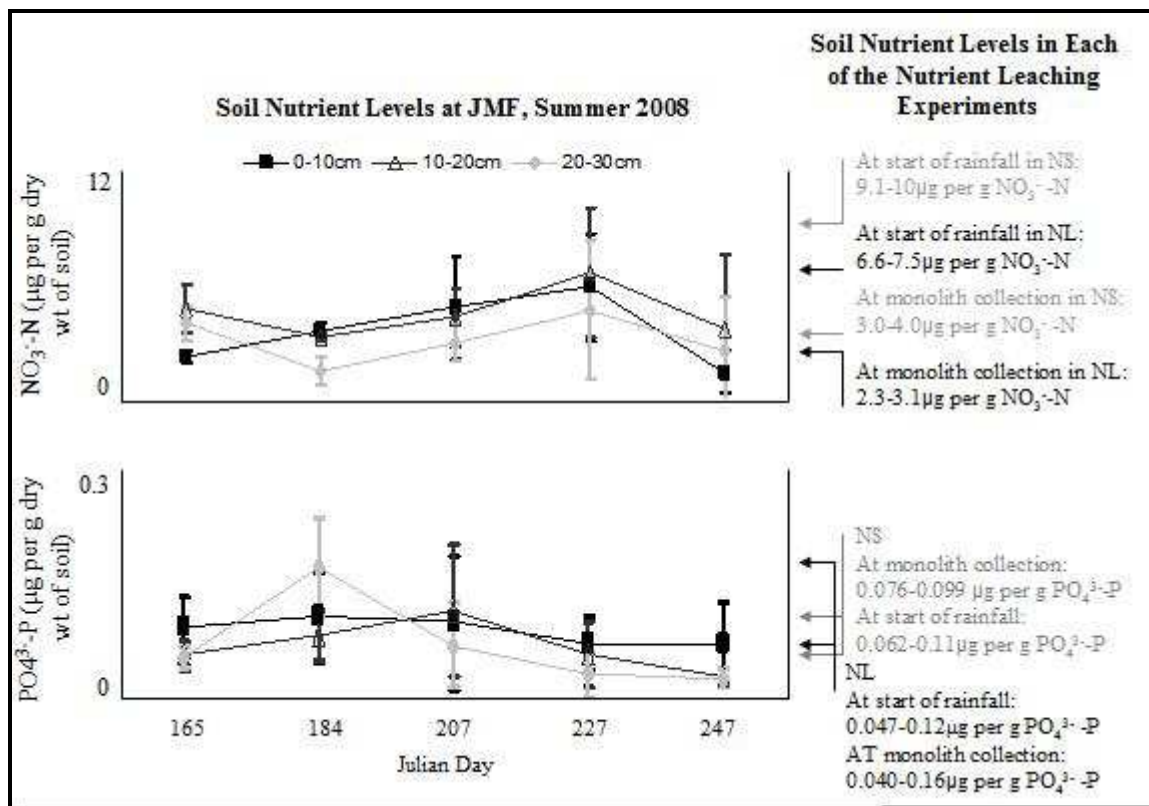 Soil Nutrient Levels in Each
of the Nutrient Leaching
Experiments
Soil Nutrient Levels at JMF, Summer 2008
0-10cm 10-20cm 20-30cm
NO₃⁻-N (µg per g dry
wt of soil)
12
0
At start of rainfall in NS:
9.1-10µg per g NO₃⁻-N
At start of rainfall in NL:
6.6-7.5µg per g NO₃⁻-N
At monolith collection in NS:
3.0-4.0µg per g NO₃⁻-N
At monolith collection in NL:
2.3-3.1µg per g NO₃⁻-N
PO4³⁻-P (µg per g dry
wt of soil)
0.3
0
NS
At monolith collection:
0.076-0.099 µg per g PO₄³⁻-P
At start of rainfall:
0.062-0.11µg per g PO₄³⁻-P
NL
At start of rainfall:
0.047-0.12µg per g PO₄³⁻ -P
AT monolith collection:
0.040-0.16µg per g PO₄³⁻ -P
165 184 207 227 247
Julian Day